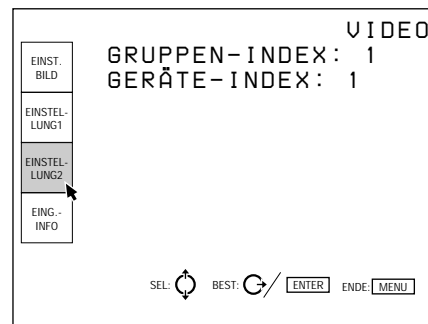 VIDEO
GRUPPEN-INDEX: 1
GERÄTE-INDEX: 1
EINST.
BILD
EINSTEL-
LUNG1
EINSTEL-
LUNG2
EING.-
INFO
SEL: BEST: / ENTER ENDE: MENU